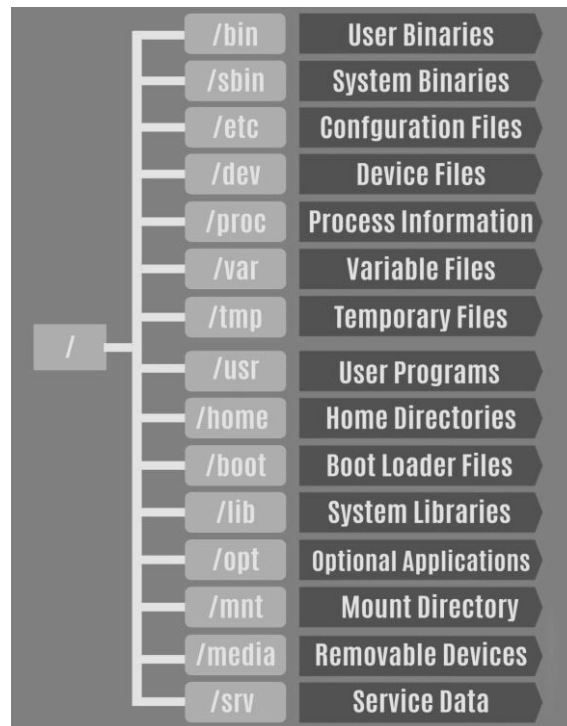 /bin User Binaries
/sbin System Binaries
/etc Confguration Files
/dev Device Files
/proc Process Information
/var Variable Files
/tmp Temporary Files
/
/usr User Programs
/home Home Directories
/boot Boot Loader Files
/lib System Libraries
/opt Optional Applications
/mnt Mount Directory
/media Removable Devices
/srv Service Data